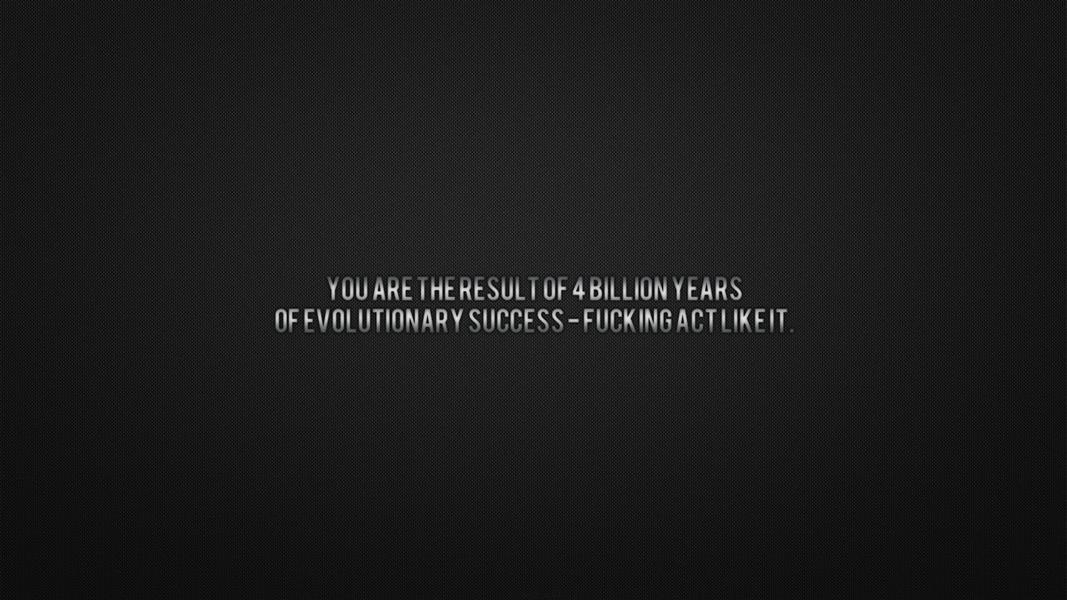 YOU ARE THE RESULT OF 4 BILLION YEARS
OF EVOLUTIONARY SUCCESS – FUCKING ACT LIKE IT.